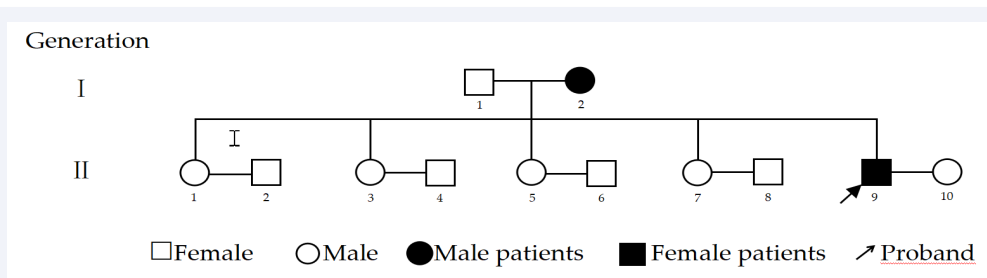 Generation
I
1 2
II
1 2 3 4 5 6 7 8 9 10
Female Male Male patients Female patients Proband